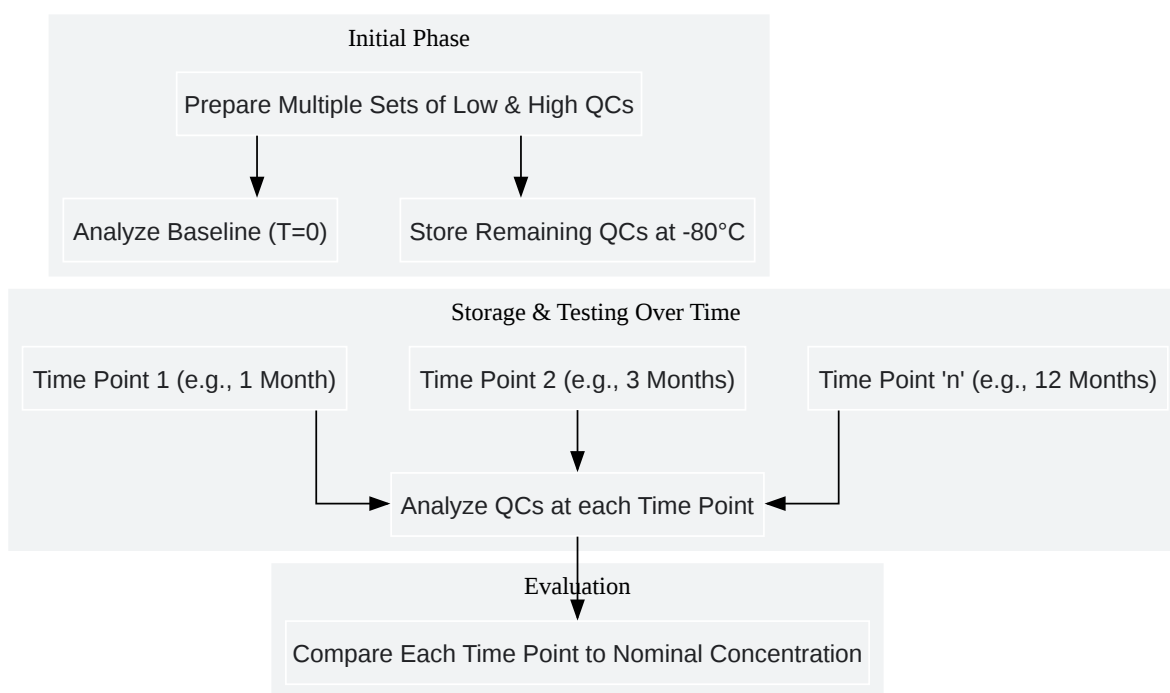 Initial Phase
Prepare Multiple Sets of Low & High QCs
Analyze Baseline (T=0)
Store Remaining QCs at -80°C
Storage & Testing Over Time
Time Point 1 (e.g., 1 Month)
Time Point 2 (e.g., 3 Months)
Time Point 'n' (e.g., 12 Months)
Analyze QCs at each Time Point
Evaluation
Compare Each Time Point to Nominal Concentration